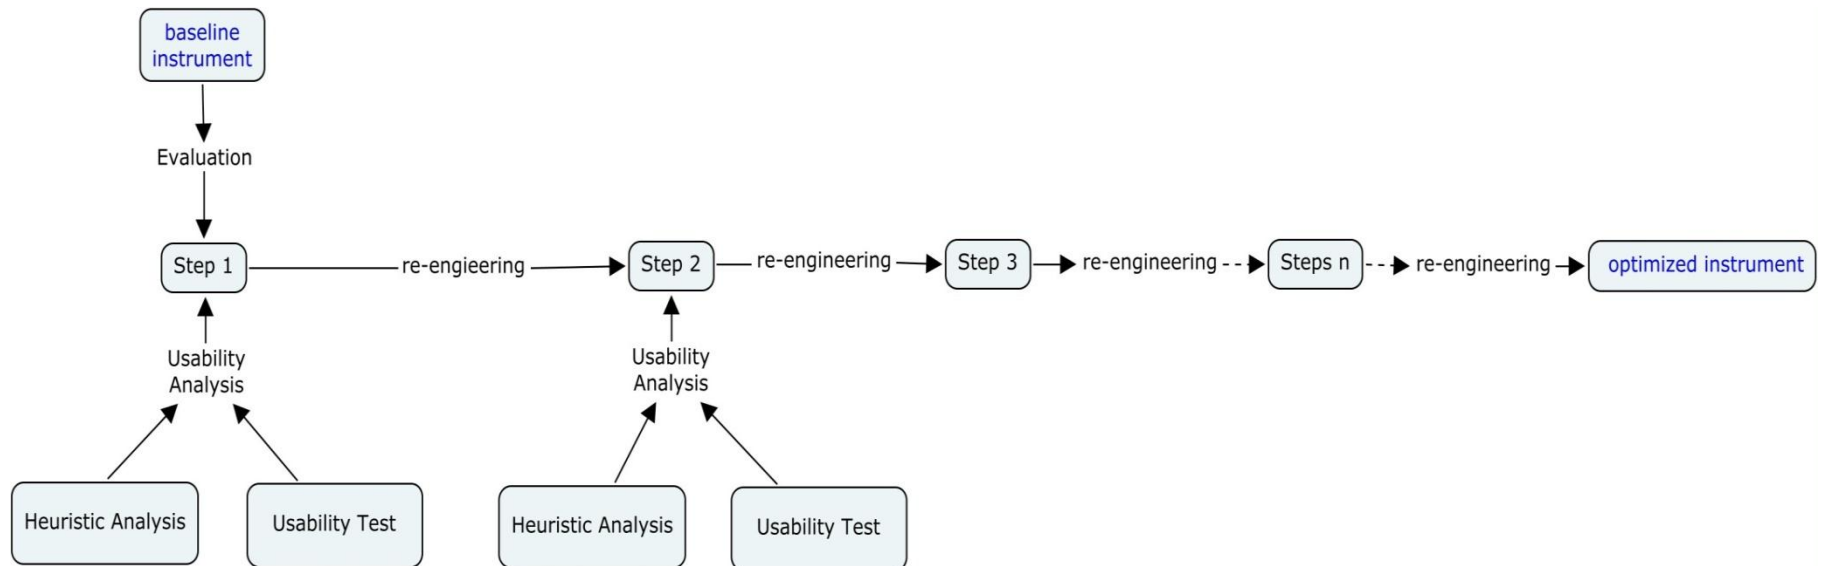 baseline
instrument
Evaluation
Step 1
re-engieering
Step 2
re-engineering
Step 3
re-engineering
Steps n
re-engineering
optimized instrument
Usability
Analysis
Usability
Analysis
Heuristic Analysis
Usability Test
Heuristic Analysis
Usability Test